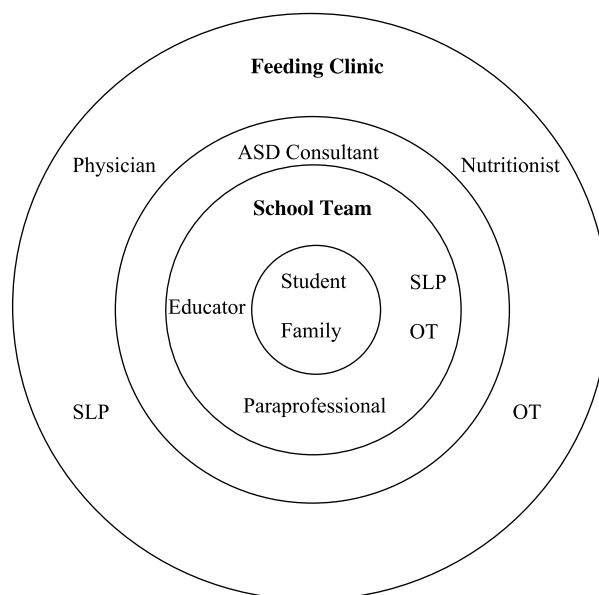 Feeding Clinic
ASD Consultant
Physician
Nutritionist
School Team
Student
SLP
Educator
Family
OT
Paraprofessional
SLP
OT